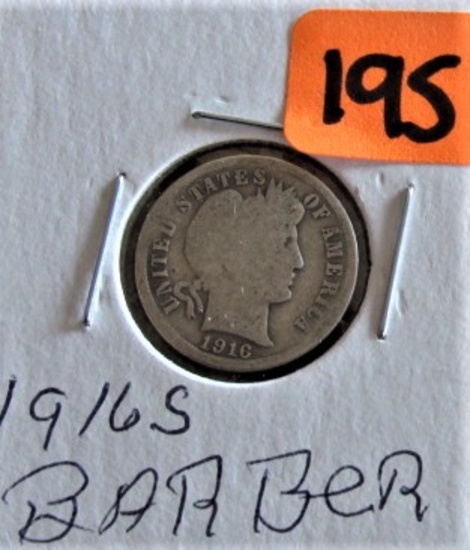 195
UNITED STATES OF AMERICA
1916
1916S
BARBER